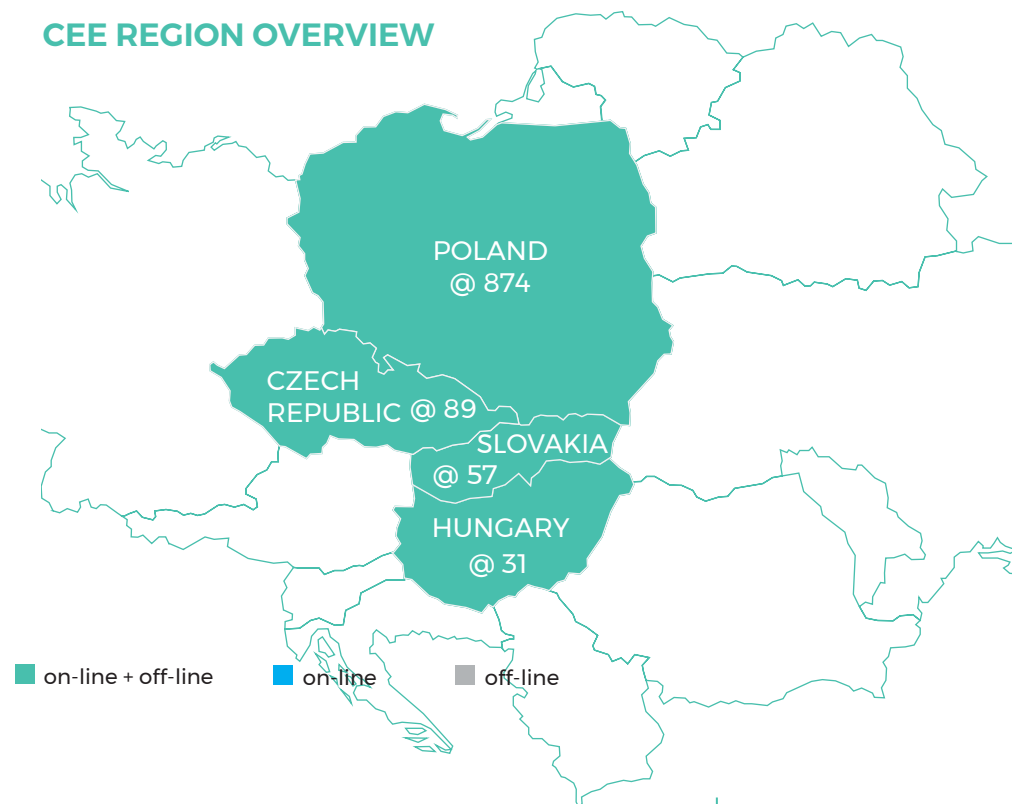 CEE REGION OVERVIEW
POLAND
@ 874
CZECH
REPUBLIC @ 89
SLOVAKIA
@ 57
HUNGARY
@ 31
on-line + off-line
on-line
off-line